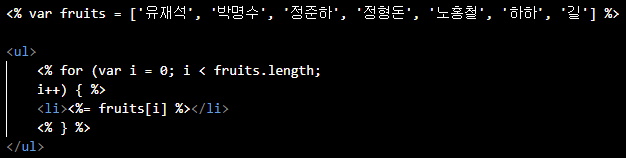 <% var fruits = ['유재석', '박명수', '정준하', '정형돈', '노홍철', '하하', '길'] %>
<ul>
<% for (var i = 0; i < fruits.length;
i++) { %>
<li><%= fruits[i] %></li>
<% } %>
</ul>